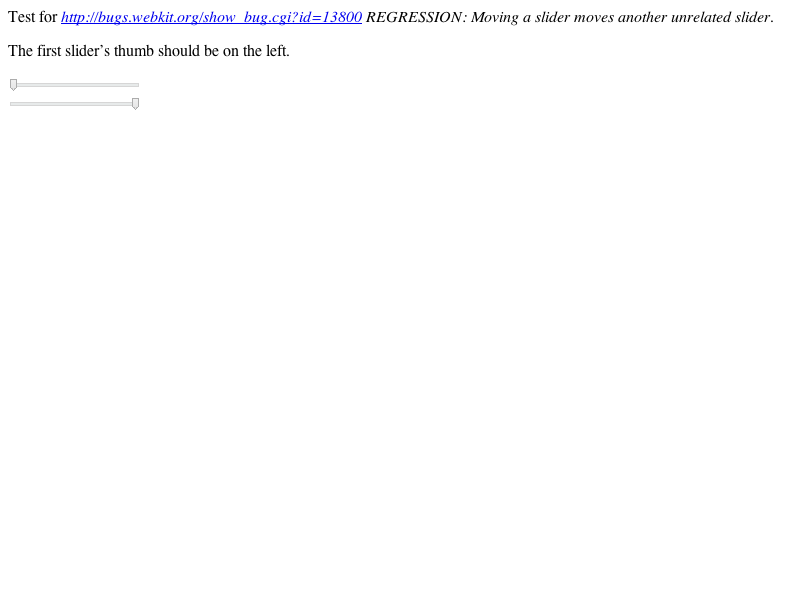 Test for http://bugs.webkit.org/show_bug.cgi?id=13800 REGRESSION: Moving a slider moves another unrelated slider.
The first slider’s thumb should be on the left.